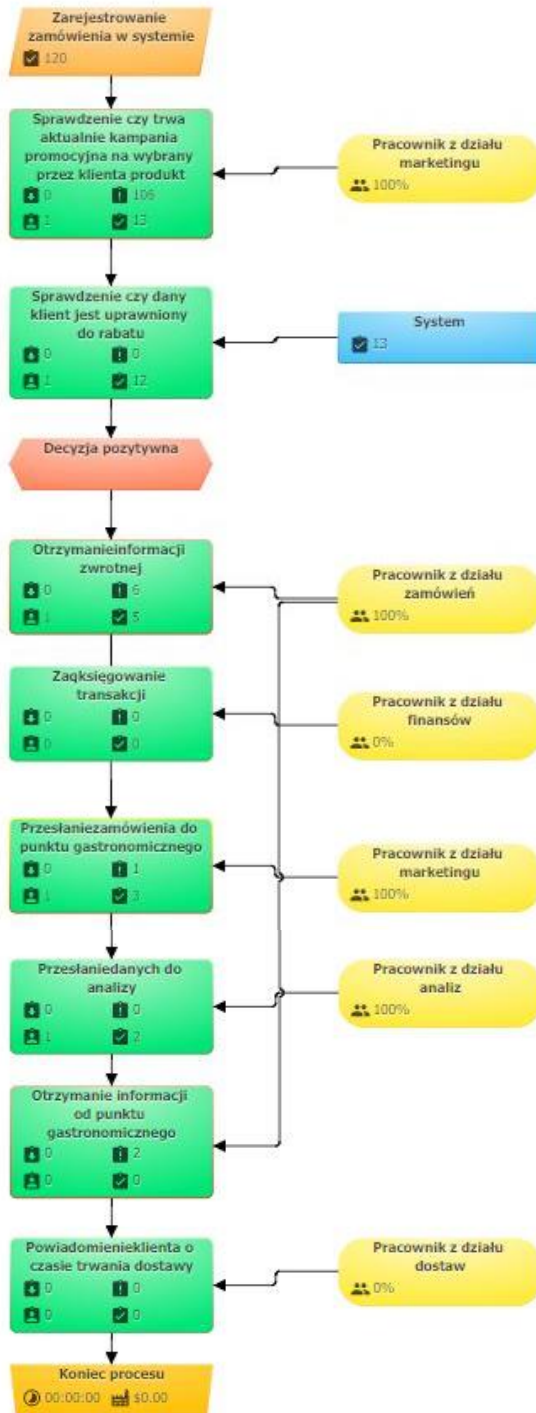 Zarejestrowanie
zamówienia w systemie
120
Sprawdzenie czy trwa
aktualnie kampania
promocyjna na wybrany
przez klienta produkt
0 106
1 13
Pracownik z działu
marketingu
100%
Sprawdzenie czy dany
klient jest uprawniony
do rabatu
0 0
1 12
System
13
Decyzja pozytywna
Otrzymanieinformacji
zwrotnej
0 6
1 5
Pracownik z działu
zamówień
100%
Zaqksięgowanie
transakcji
0 0
0 0
Pracownik z działu
finansów
0%
Przesłaniezamówienia do
punktu gastronomicznego
0 1
1 3
Pracownik z działu
marketingu
100%
Przesłaniedanych do
analizy
0 0
1 2
Pracownik z działu
analiz
100%
Otrzymanie informacji
od punktu
gastronomicznego
0 2
0 0
Powiadomienieklienta o
czasie trwania dostawy
0 0
0 0
Pracownik z działu
dostaw
0%
Koniec procesu
00:00:00 $0.00